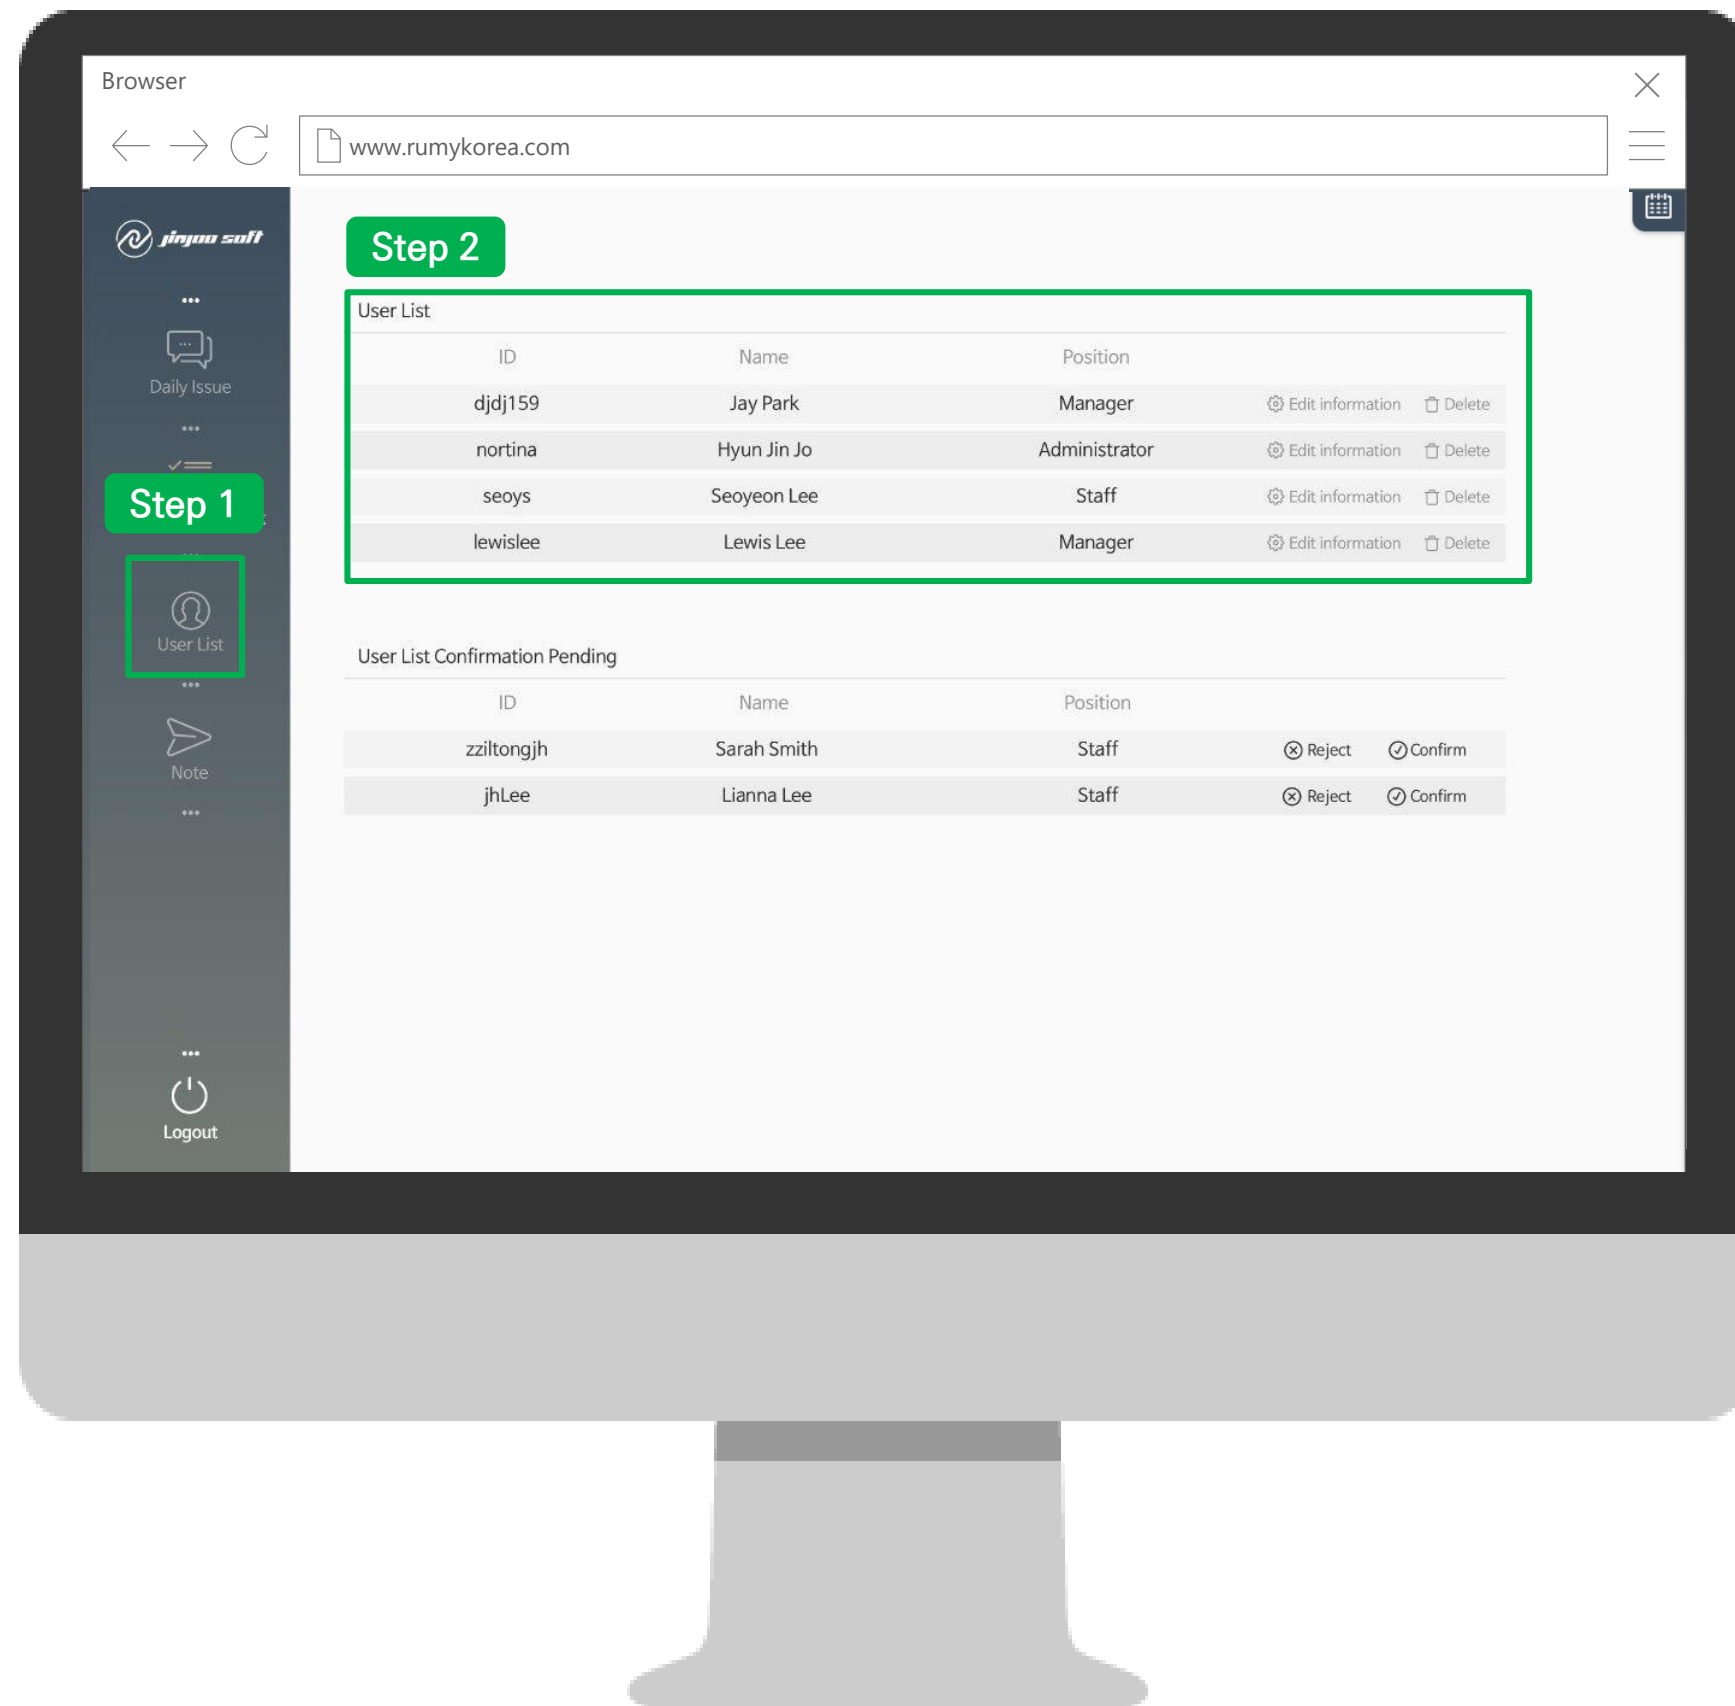 Browser
www.rumykorea.com
jinjoo soft
Step 2
Daily Issue
Step 1
User List
Note
Logout
User List
ID Name Position
djdj159 Jay Park Manager Edit information Delete
nortina Hyun Jin Jo Administrator Edit information Delete
seoys Seoyeon Lee Staff Edit information Delete
lewislee Lewis Lee Manager Edit information Delete
User List Confirmation Pending
ID Name Position
zziltongjh Sarah Smith Staff Reject Confirm
jhLee Lianna Lee Staff Reject Confirm